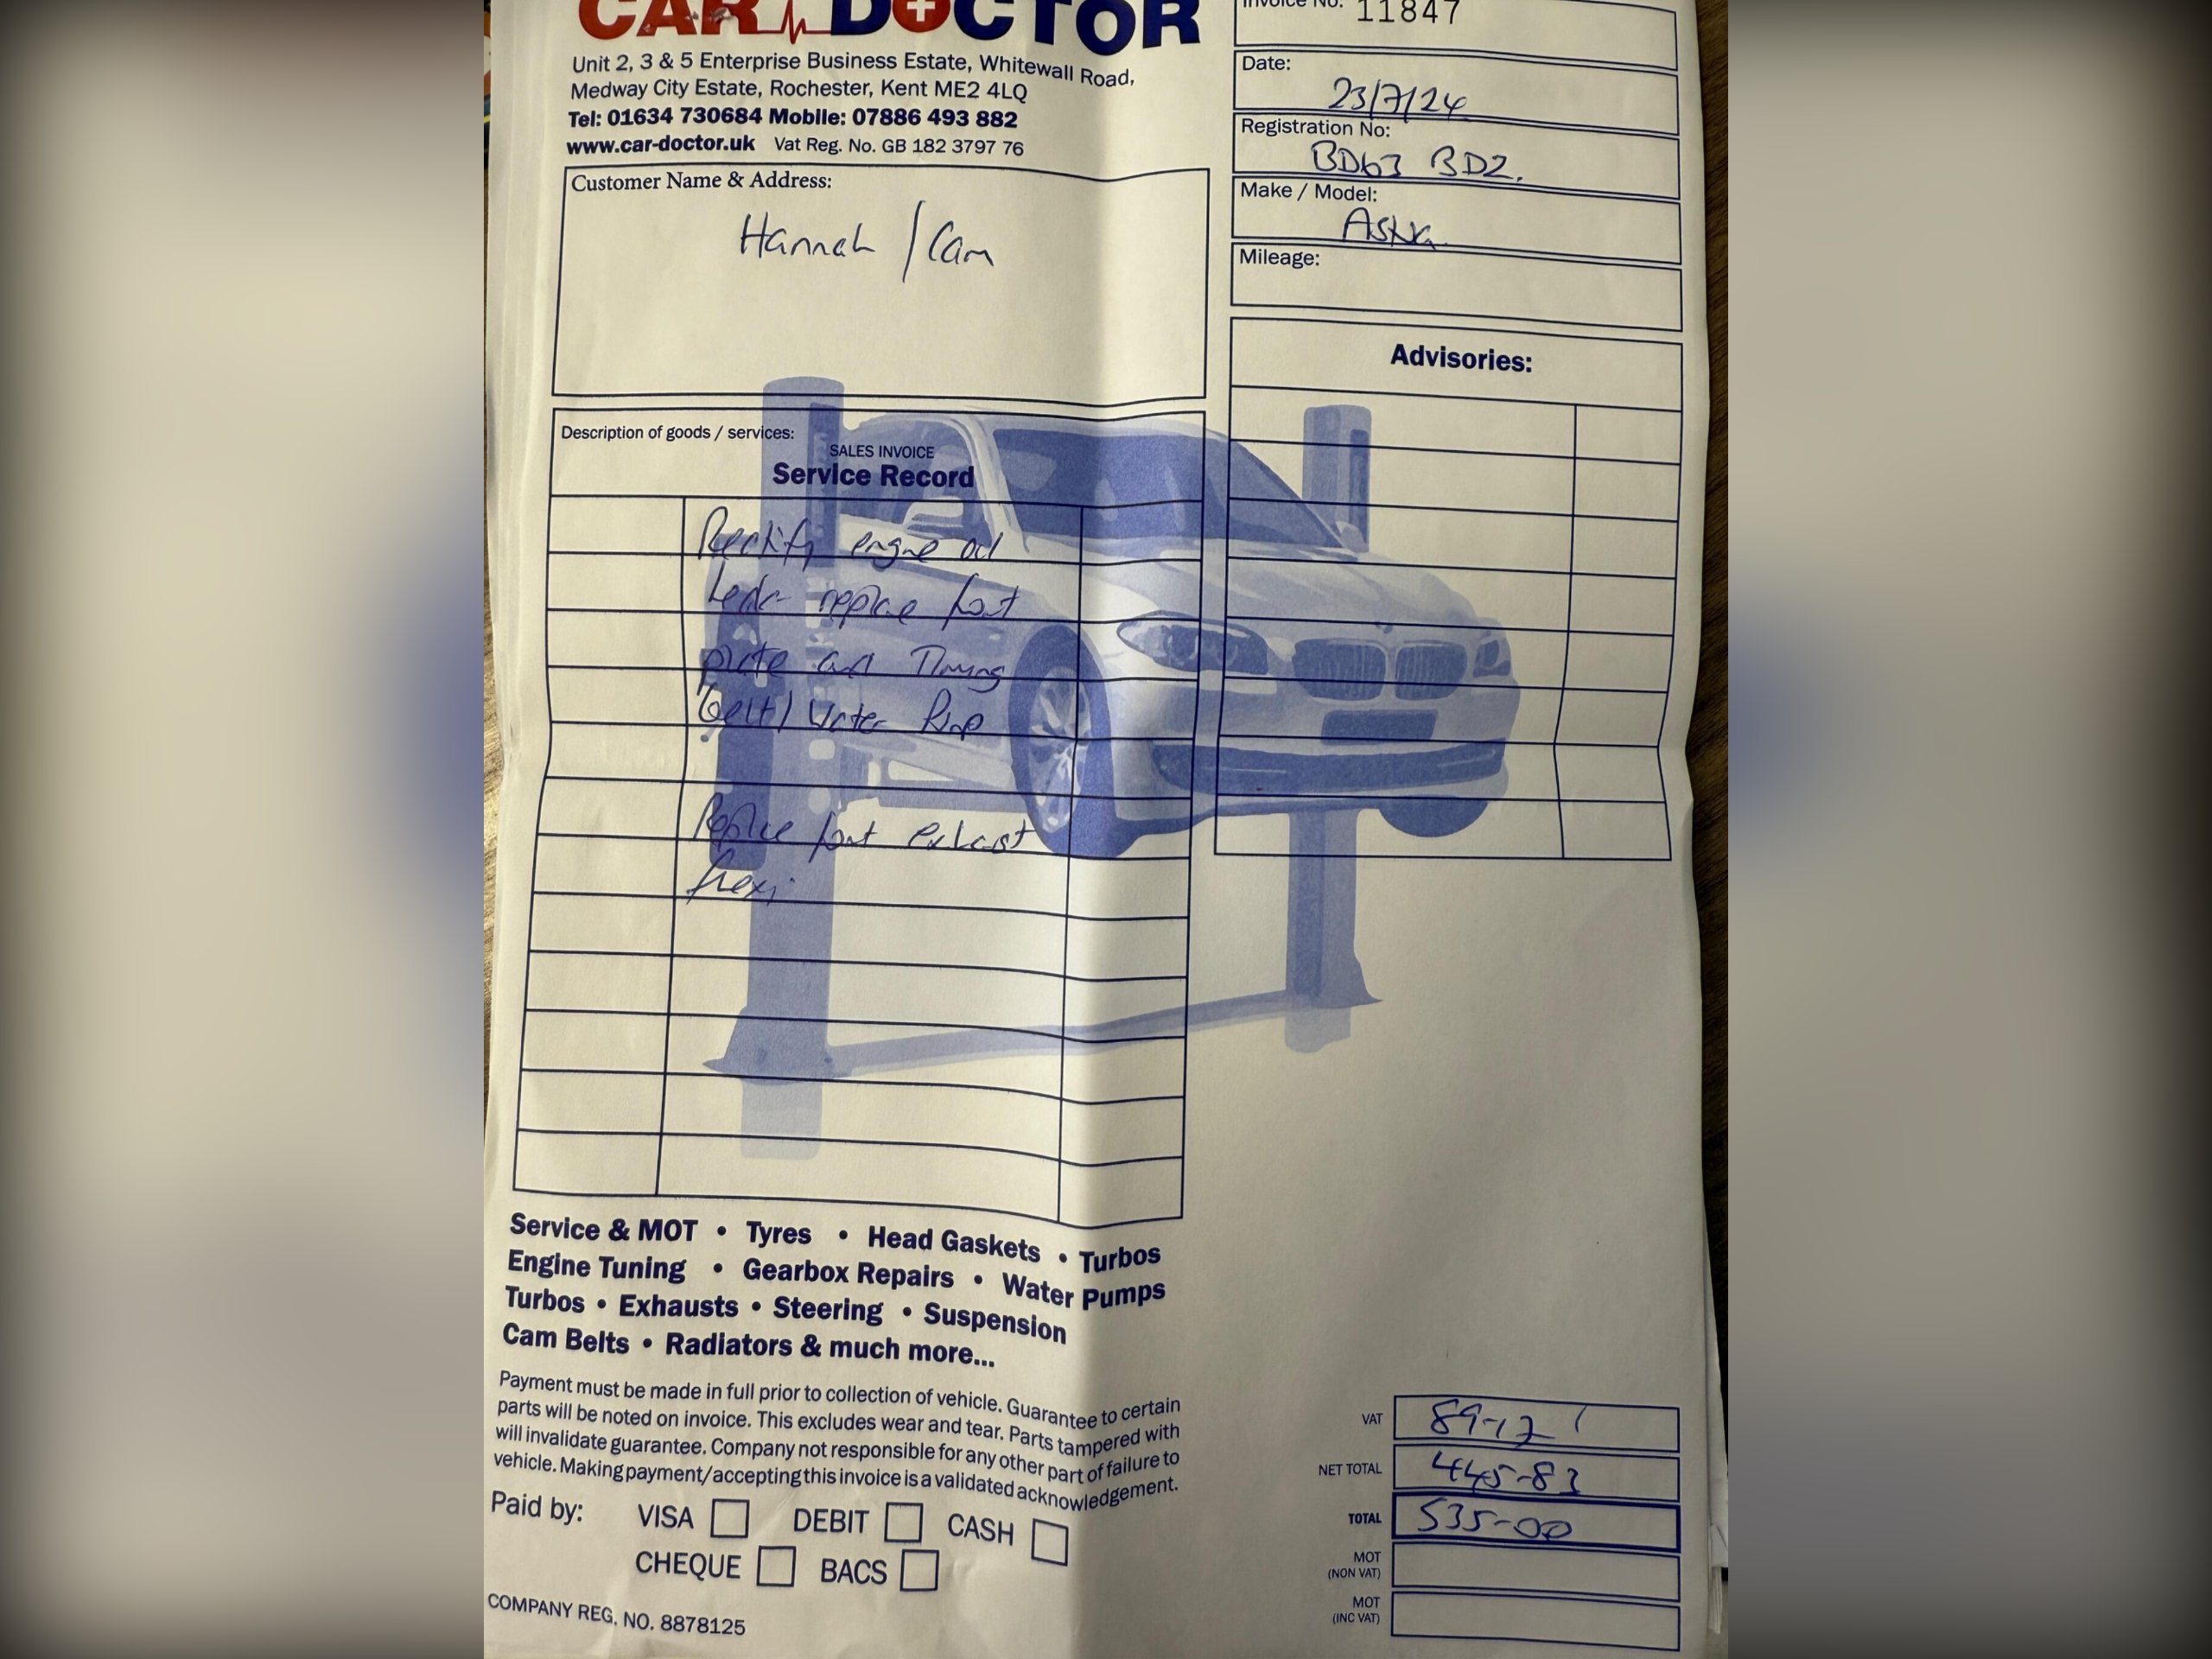 CAR DOCTOR
Unit 2, 3 & 5 Enterprise Business Estate, Whitewall Road,
Medway City Estate, Rochester, Kent ME2 4LQ
Tel: 01634 730684 Mobile: 07886 493 882
www.car-doctor.uk Vat Reg. No. GB 182 3797 76
Invoice No: 11847
Date: 23/7/24
Registration No: BD63 BDZ.
Make / Model: Astra
Mileage:
Customer Name & Address:
Hannah / Cam
Advisories:
Description of goods / services:
SALES INVOICE
Service Record
Rectify engine oil
leak replace front
plate and Timing
belt / Water Pump
Replace front exhaust
flexi
Service & MOT • Tyres • Head Gaskets • Turbos
Engine Tuning • Gearbox Repairs • Water Pumps
Turbos • Exhausts • Steering • Suspension
Cam Belts • Radiators & much more...
Payment must be made in full prior to collection of vehicle. Guarantee to certain
parts will be noted on invoice. This excludes wear and tear. Parts tampered with
will invalidate guarantee. Company not responsible for any other part of failure to
vehicle. Making payment/accepting this invoice is a validated acknowledgement.
Paid by: VISA DEBIT CASH
CHEQUE BACS
COMPANY REG. NO. 8878125
VAT 89-17
NET TOTAL 445-83
TOTAL 535-00
MOT
(NON VAT)
MOT
(INC VAT)